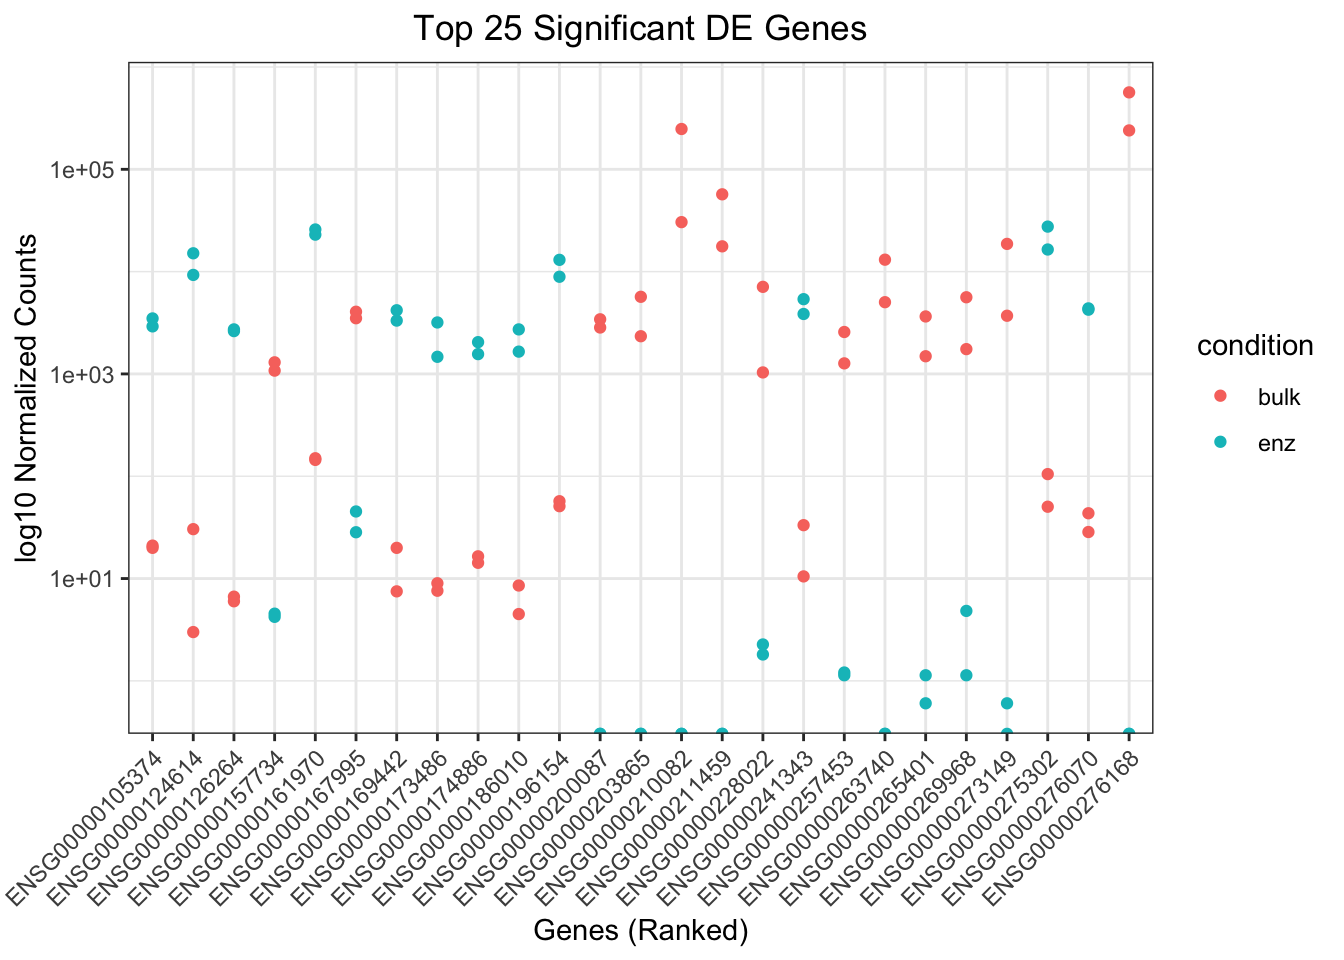 Top 25 Significant DE Genes
log10 Normalized Counts
1e+05
1e+03
1e+01
ENSG00000105374
ENSG00000124614
ENSG00000126264
ENSG00000157734
ENSG00000161970
ENSG00000167995
ENSG00000169442
ENSG00000173486
ENSG00000174886
ENSG00000186010
ENSG00000196154
ENSG00000200087
ENSG00000203865
ENSG00000210082
ENSG00000211459
ENSG00000228022
ENSG00000241343
ENSG00000257453
ENSG00000263740
ENSG00000265401
ENSG00000269968
ENSG00000273149
ENSG00000275302
ENSG00000276070
ENSG00000276168
Genes (Ranked)
condition
bulk
enz